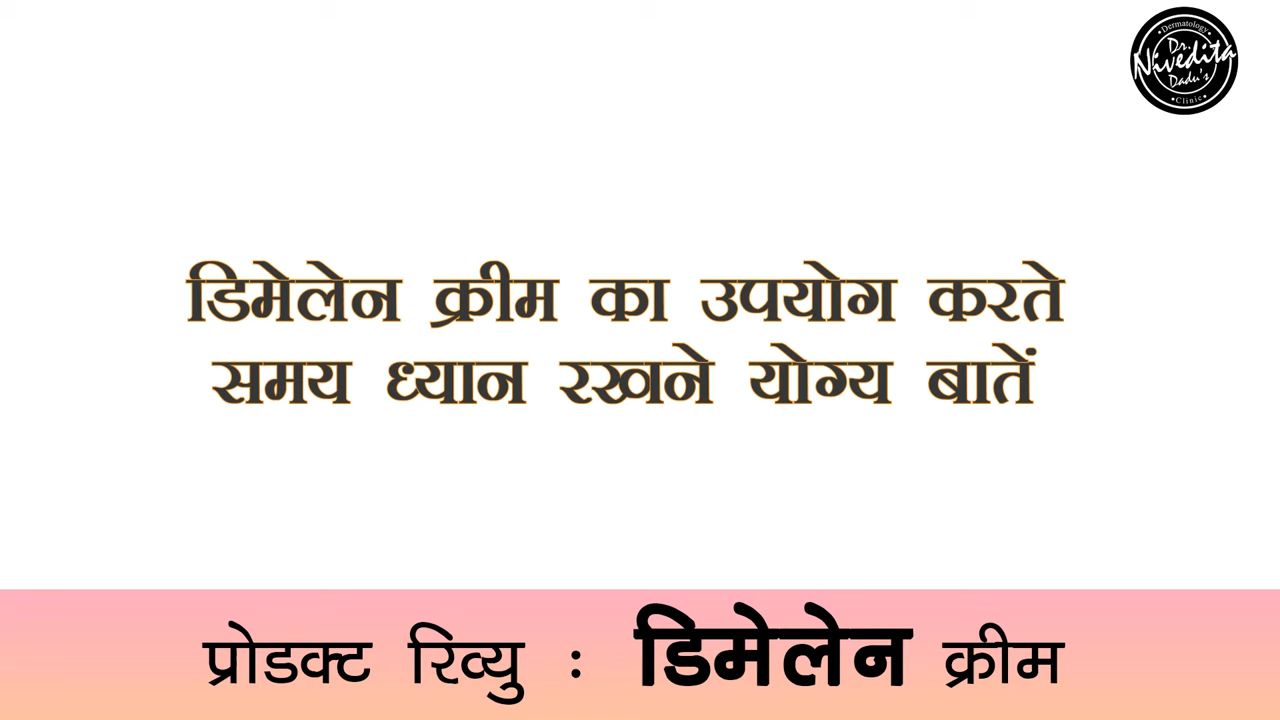 Dermatology
Dr.
Nivedita
Dadu's
Clinic
डिमेलेन क्रीम का उपयोग करते
समय ध्यान रखने योग्य बातें
प्रोडक्ट रिव्यु : डिमेलेन क्रीम